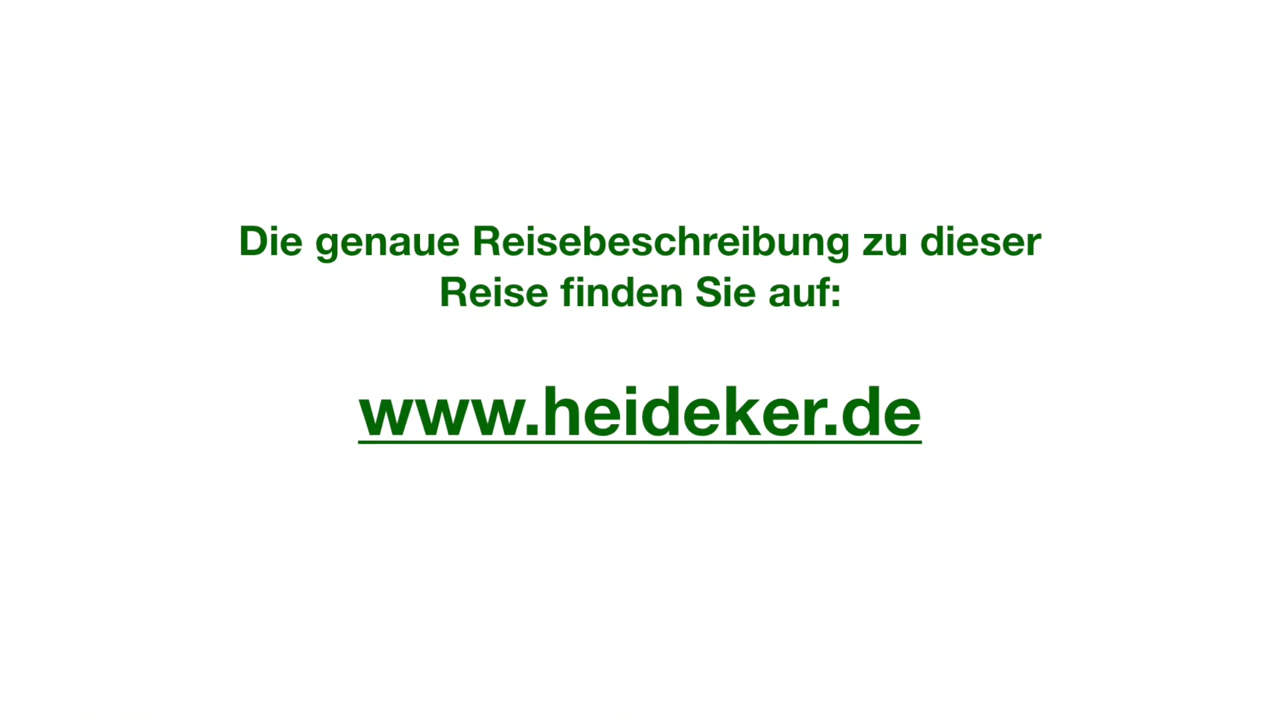 Die genaue Reisebeschreibung zu dieser
Reise finden Sie auf:
www.heideker.de